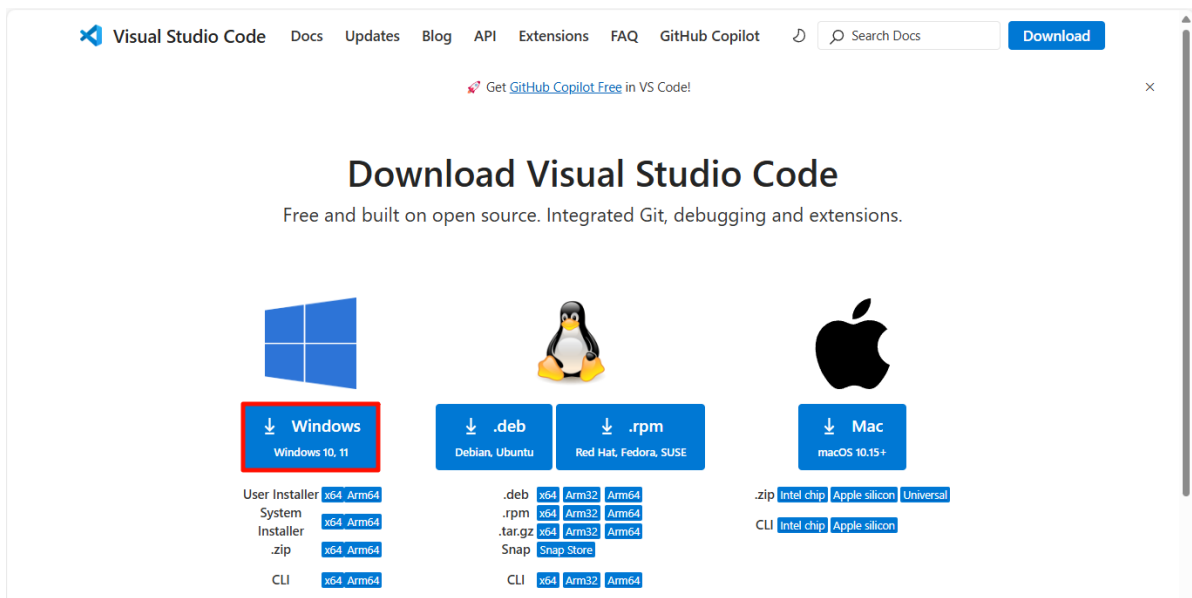 Visual Studio Code Docs Updates Blog API Extensions FAQ GitHub Copilot Search Docs Download
🚀 Get GitHub Copilot Free in VS Code!
Download Visual Studio Code
Free and built on open source. Integrated Git, debugging and extensions.
Windows
Windows 10, 11
User Installer x64 Arm64
System
Installer x64 Arm64
.zip x64 Arm64
CLI x64 Arm64
.deb
Debian, Ubuntu
.rpm
Red Hat, Fedora, SUSE
.deb x64 Arm32 Arm64
.rpm x64 Arm32 Arm64
.tar.gz x64 Arm32 Arm64
Snap Snap Store
CLI x64 Arm32 Arm64
Mac
macOS 10.15+
.zip Intel chip Apple silicon Universal
CLI Intel chip Apple silicon